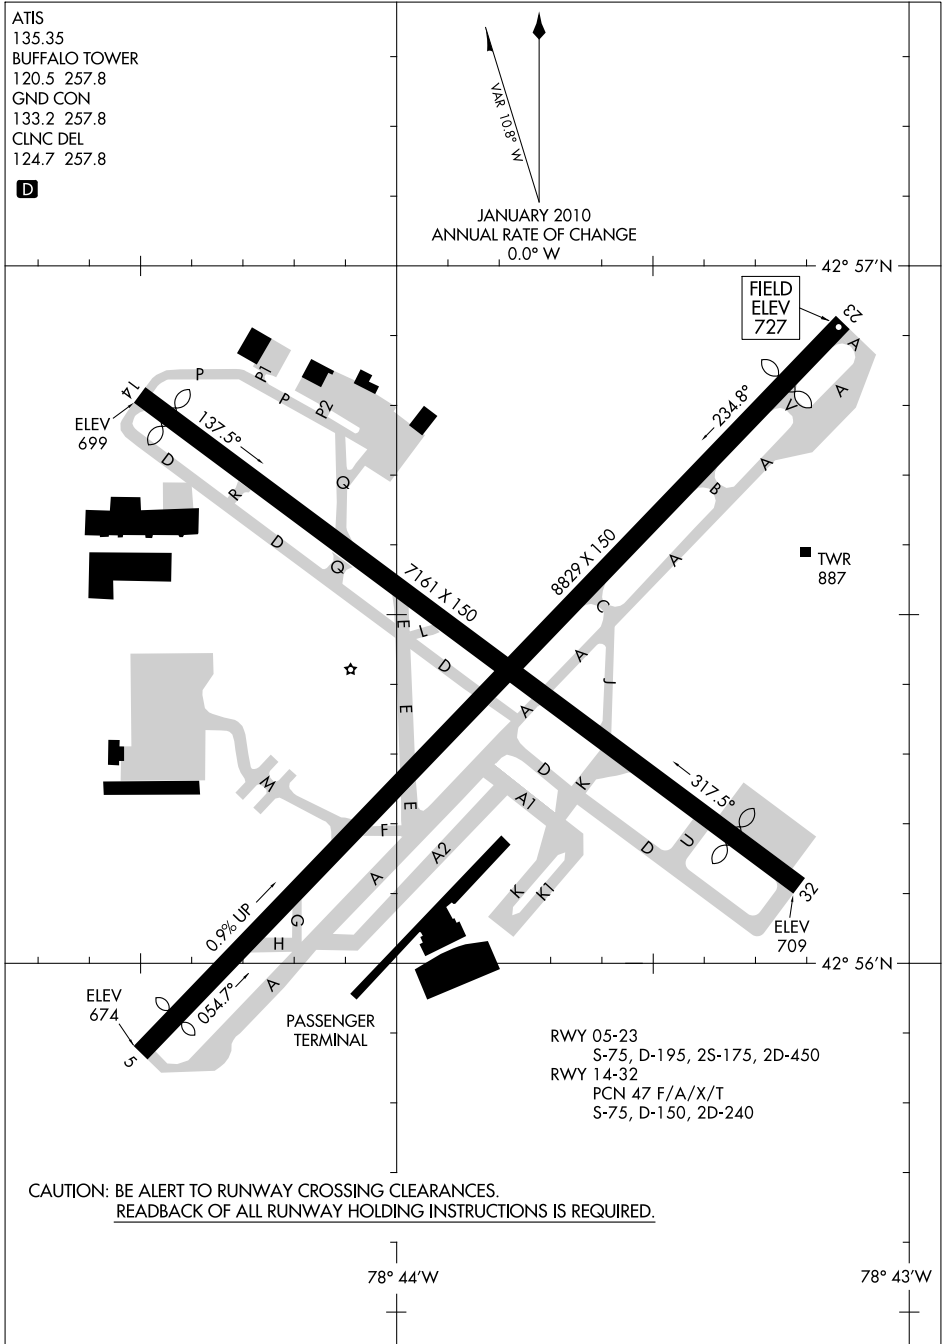 ATIS
135.35
BUFFALO TOWER
120.5 257.8
GND CON
133.2 257.8
CLNC DEL
124.7 257.8
D
VAR 10.8° W
JANUARY 2010
ANNUAL RATE OF CHANGE
0.0° W
42° 57'N
FIELD
ELEV
727
23
A
A
V
234.8°
A
B
A
14
ELEV
699
P
P1
P
P2
137.5°
D
R
Q
D
Q
7161 X 150
8829 X 150
TWR
887
E
L
D
C
A
J
E
A
D
K
317.5°
M
E
A1
F
A2
D
U
A
K
K1
32
ELEV
709
0.9% UP
G
H
A
42° 56'N
054.7°
ELEV
674
5
PASSENGER
TERMINAL
RWY 05-23
S-75, D-195, 2S-175, 2D-450
RWY 14-32
PCN 47 F/A/X/T
S-75, D-150, 2D-240
CAUTION: BE ALERT TO RUNWAY CROSSING CLEARANCES.
READBACK OF ALL RUNWAY HOLDING INSTRUCTIONS IS REQUIRED.
78° 44'W
78° 43'W